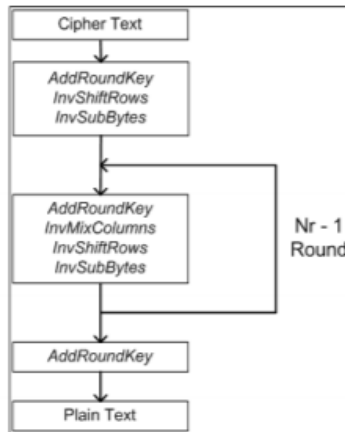 Cipher Text
AddRoundKey
InvShiftRows
InvSubBytes
AddRoundKey
InvMixColumns
InvShiftRows
InvSubBytes
Nr - 1
Round
AddRoundKey
Plain Text